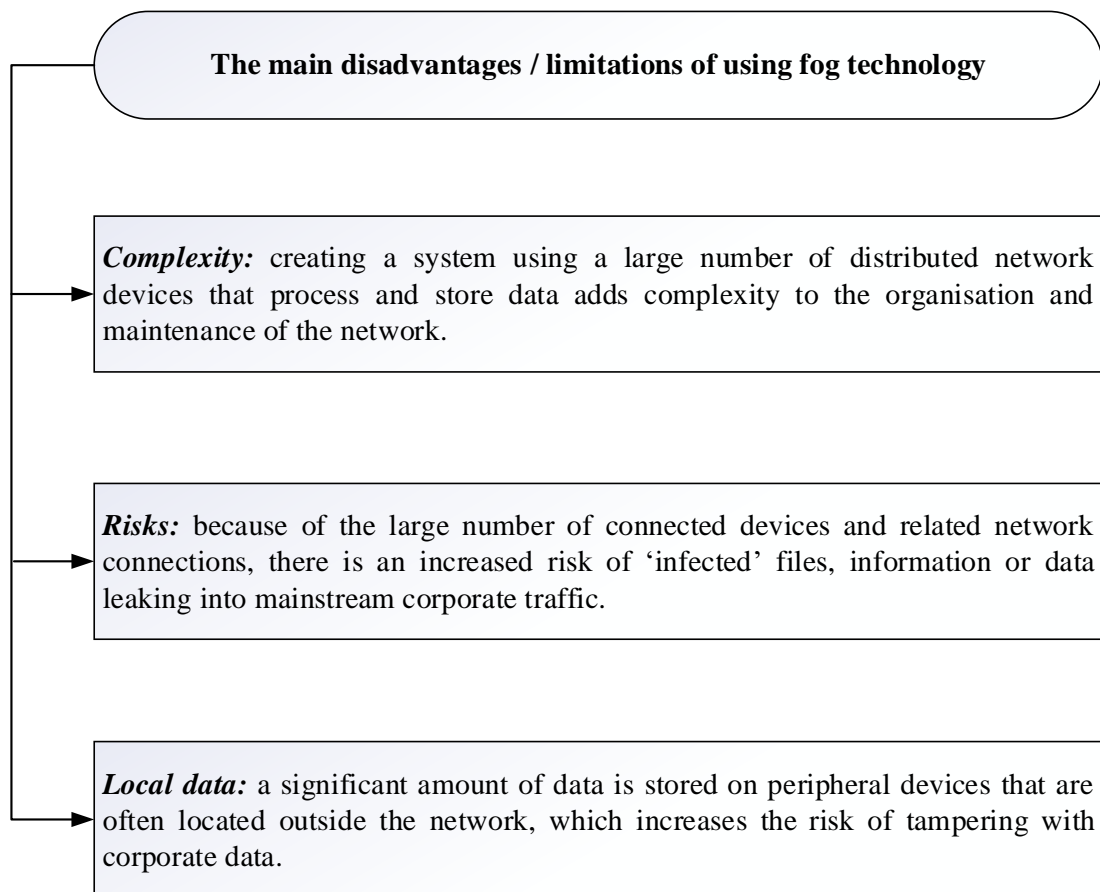 The main disadvantages / limitations of using fog technology
Complexity: creating a system using a large number of distributed network
devices that process and store data adds complexity to the organisation and
maintenance of the network.
Risks: because of the large number of connected devices and related network
connections, there is an increased risk of ‘infected’ files, information or data
leaking into mainstream corporate traffic.
Local data: a significant amount of data is stored on peripheral devices that are
often located outside the network, which increases the risk of tampering with
corporate data.